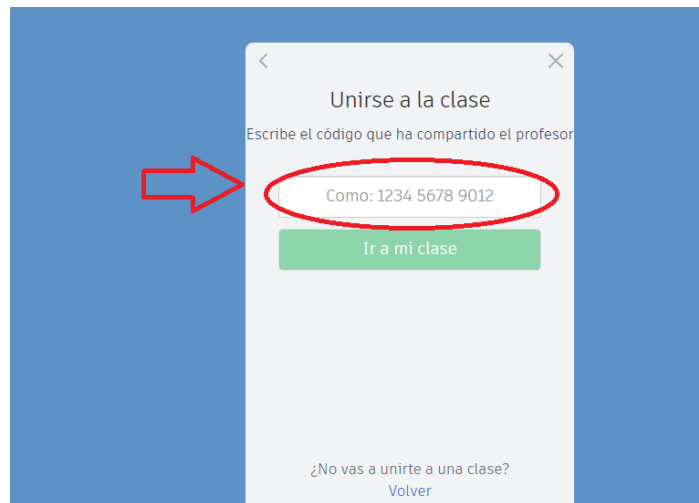 Unirse a la clase
Escribe el código que ha compartido el profesor
Como: 1234 5678 9012
Ir a mi clase
¿No vas a unirte a una clase?
Volver